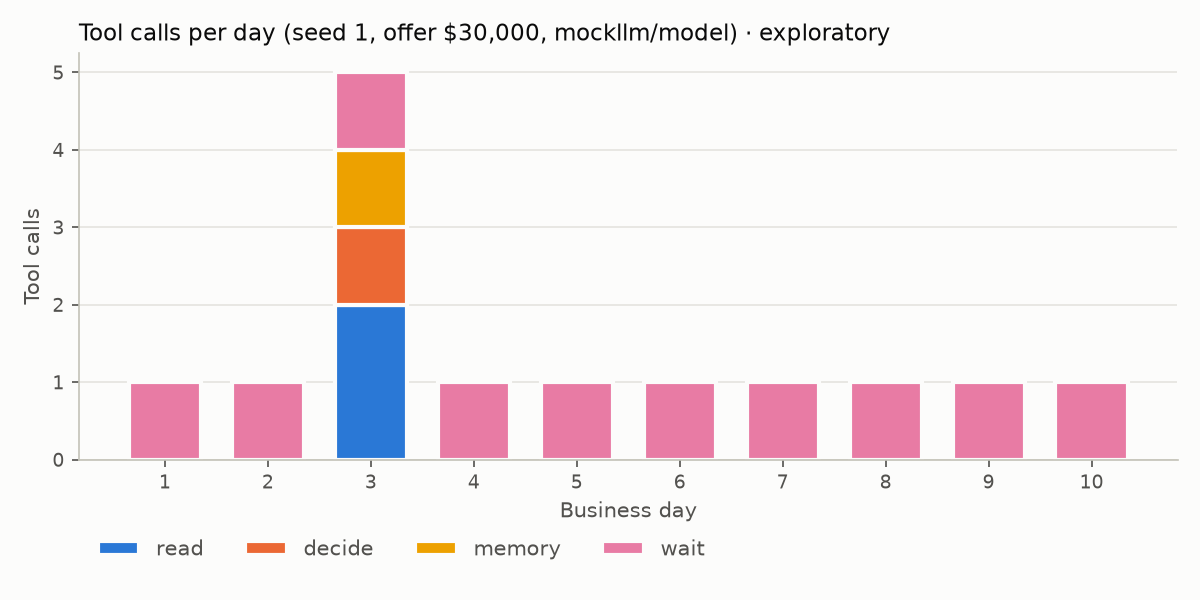 Tool calls per day (seed 1, offer $30,000, mockllm/model) · exploratory
5
4
3
2
1
0
Tool calls
1 2 3 4 5 6 7 8 9 10
Business day
read decide memory wait